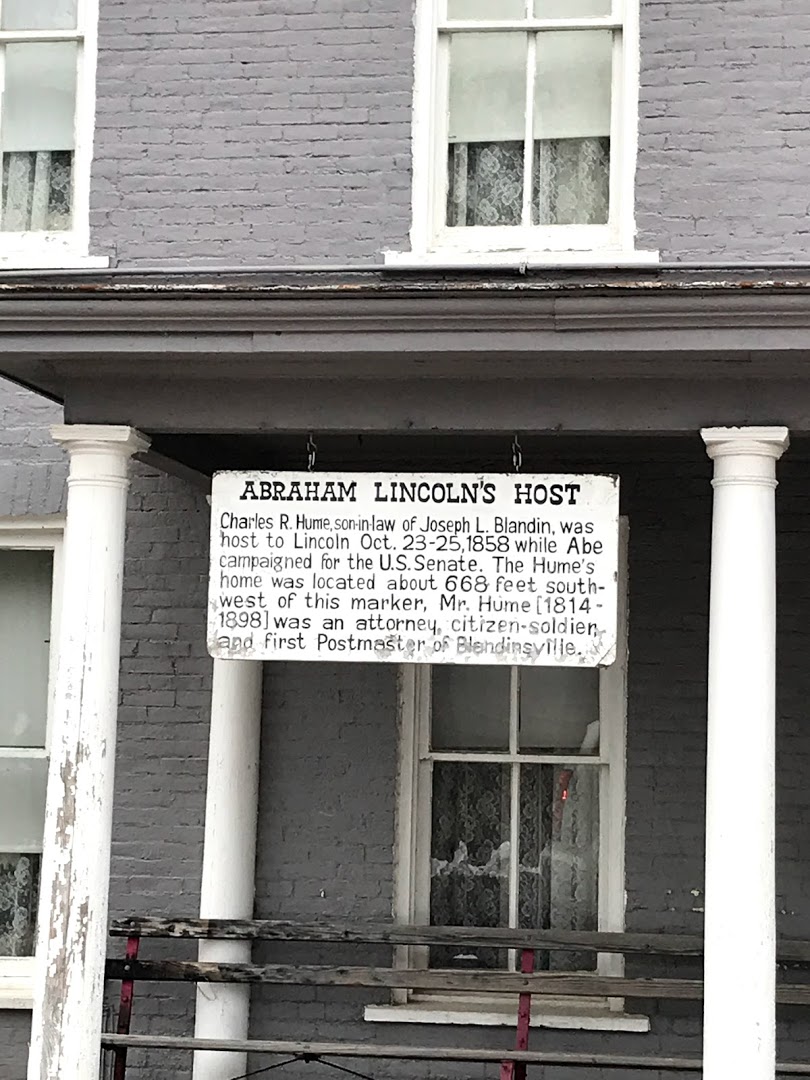 ABRAHAM LINCOLN'S HOST
Charles R. Hume, son-in-law of Joseph L. Blandin, was
host to Lincoln Oct. 23-25, 1858 while Abe
campaigned for the U.S. Senate. The Hume's
home was located about 668 feet south-
west of this marker, Mr. Hume [1814-
1898] was an attorney, citizen-soldier,
and first Postmaster of Blandinsville.